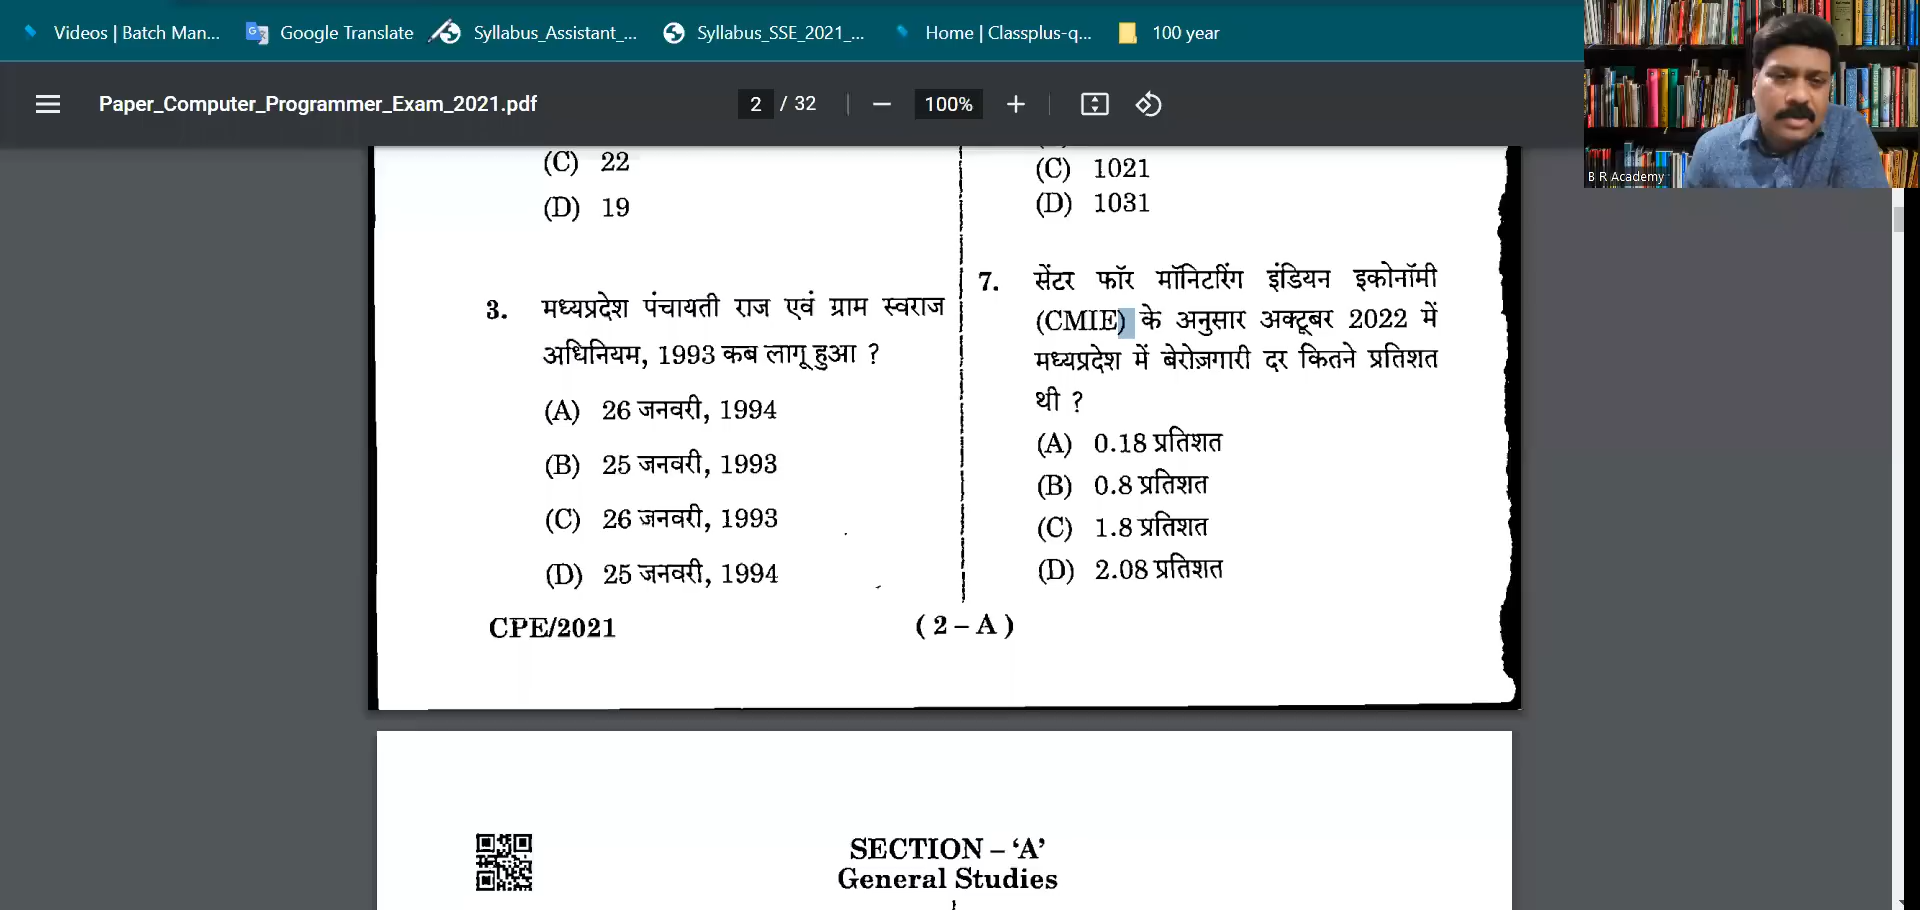 Videos | Batch Man...
Google Translate
Syllabus_Assistant_...
Syllabus_SSE_2021_...
Home | Classplus-q...
100 year
Paper_Computer_Programmer_Exam_2021.pdf
2 / 32
100%
B R Academy
(C) 22
(D) 19
3. मध्यप्रदेश पंचायती राज एवं ग्राम स्वराज
अधिनियम, 1993 कब लागू हुआ ?
(A) 26 जनवरी, 1994
(B) 25 जनवरी, 1993
(C) 26 जनवरी, 1993
(D) 25 जनवरी, 1994
(C) 1021
(D) 1031
7. सेंटर फॉर मॉनिटरिंग इंडियन इकोनॉमी
(CMIE) के अनुसार अक्टूबर 2022 में
मध्यप्रदेश में बेरोज़गारी दर कितने प्रतिशत
थी ?
(A) 0.18 प्रतिशत
(B) 0.8 प्रतिशत
(C) 1.8 प्रतिशत
(D) 2.08 प्रतिशत
CPE/2021
( 2 – A )
SECTION – ‘A’
General Studies